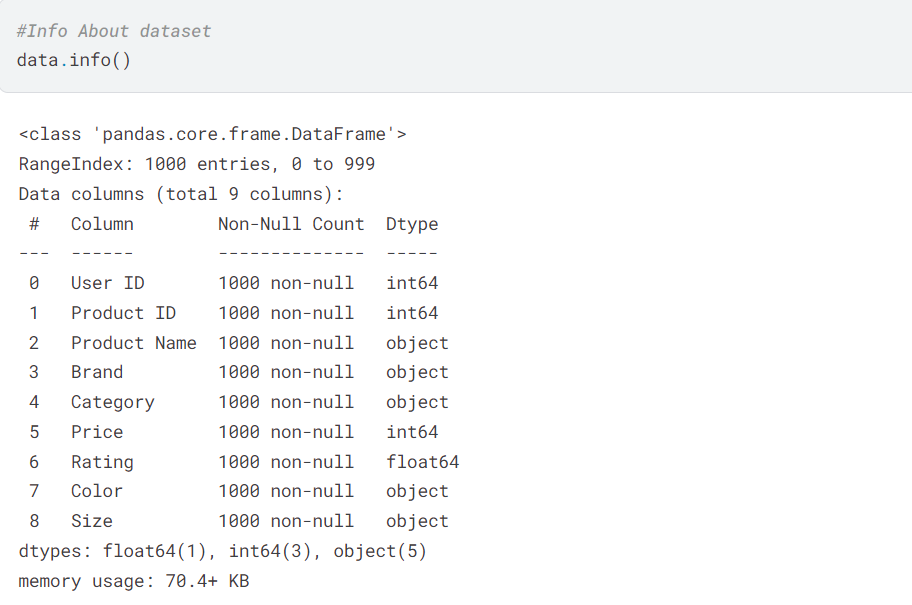 #Info About dataset
data.info()
<class 'pandas.core.frame.DataFrame'>
RangeIndex: 1000 entries, 0 to 999
Data columns (total 9 columns):
 #   Column        Non-Null Count  Dtype
---  ------        --------------  -----
 0   User ID       1000 non-null   int64
 1   Product ID    1000 non-null   int64
 2   Product Name  1000 non-null   object
 3   Brand         1000 non-null   object
 4   Category      1000 non-null   object
 5   Price         1000 non-null   int64
 6   Rating        1000 non-null   float64
 7   Color         1000 non-null   object
 8   Size          1000 non-null   object
dtypes: float64(1), int64(3), object(5)
memory usage: 70.4+ KB